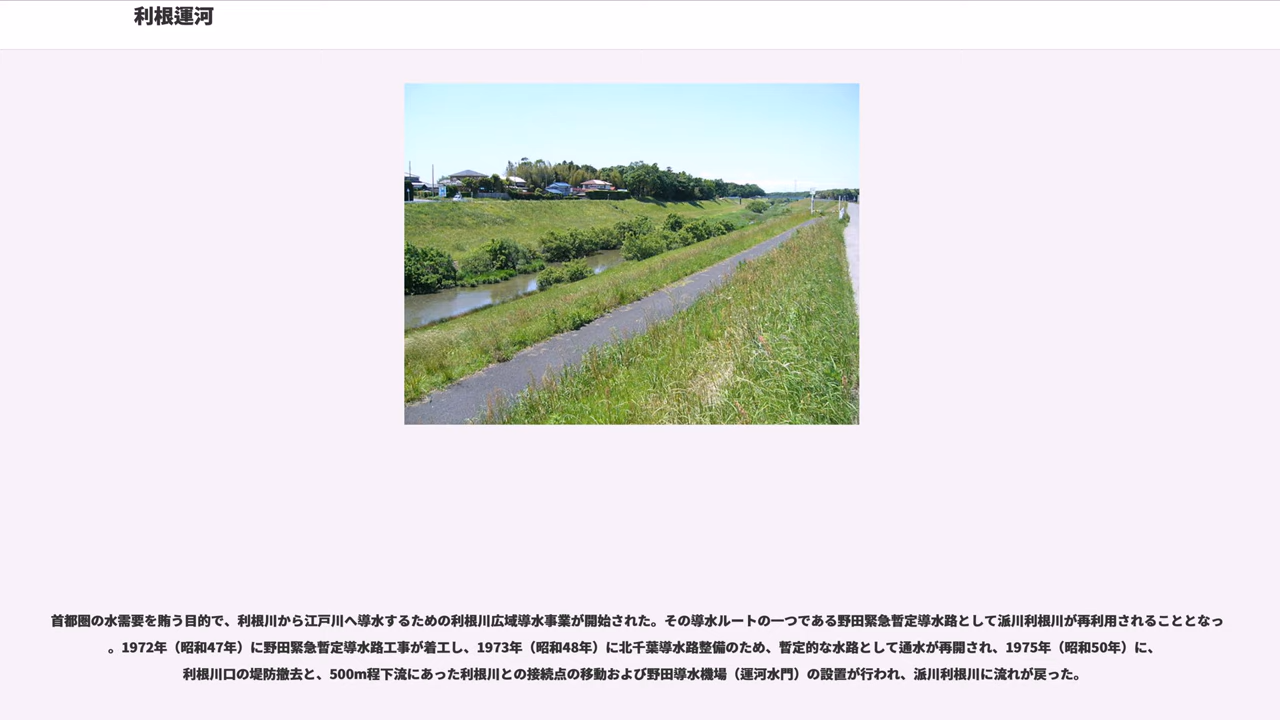 利根運河
首都圏の水需要を賄う目的で、利根川から江戸川へ導水するための利根川広域導水事業が開始された。その導水ルートの一つである野田緊急暫定導水路として派川利根川が再利用されることとなっ
。1972年（昭和47年）に野田緊急暫定導水路工事が着工し、1973年（昭和48年）に北千葉導水路整備のため、暫定的な水路として通水が再開され、1975年（昭和50年）に、
利根川口の堤防撤去と、500m程下流にあった利根川との接続点の移動および野田導水機場（運河水門）の設置が行われ、派川利根川に流れが戻った。